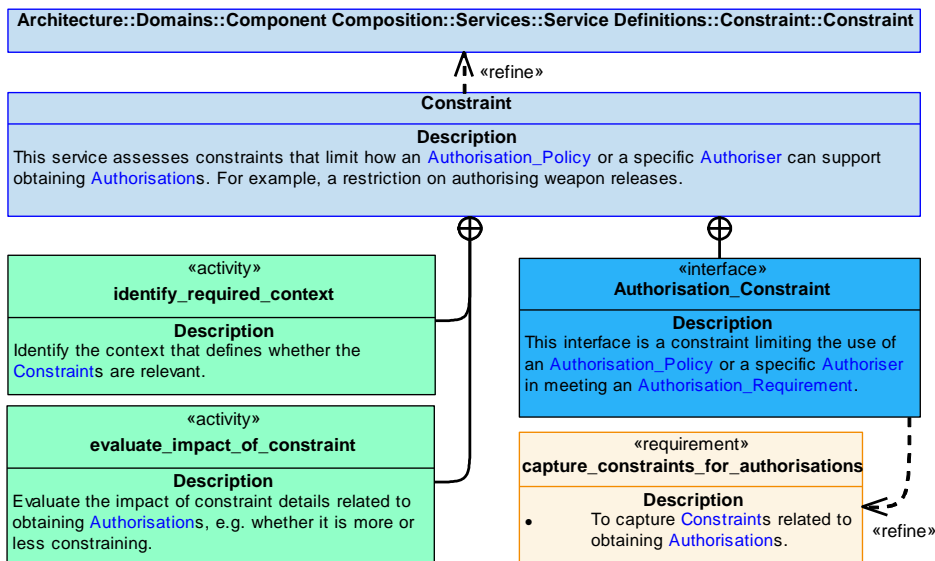 Architecture::Domains::Component Composition::Services::Service Definitions::Constraint::Constraint
«refine»
Constraint
Description
This service assesses constraints that limit how an Authorisation_Policy or a specific Authoriser can support
obtaining Authorisations. For example, a restriction on authorising weapon releases.
«activity»
identify_required_context
Description
Identify the context that defines whether the
Constraints are relevant.
«interface»
Authorisation_Constraint
Description
This interface is a constraint limiting the use of
an Authorisation_Policy or a specific Authoriser
in meeting an Authorisation_Requirement.
«activity»
evaluate_impact_of_constraint
Description
Evaluate the impact of constraint details related to
obtaining Authorisations, e.g. whether it is more or
less constraining.
«requirement»
capture_constraints_for_authorisations
Description
• To capture Constraints related to
obtaining Authorisations.
«refine»